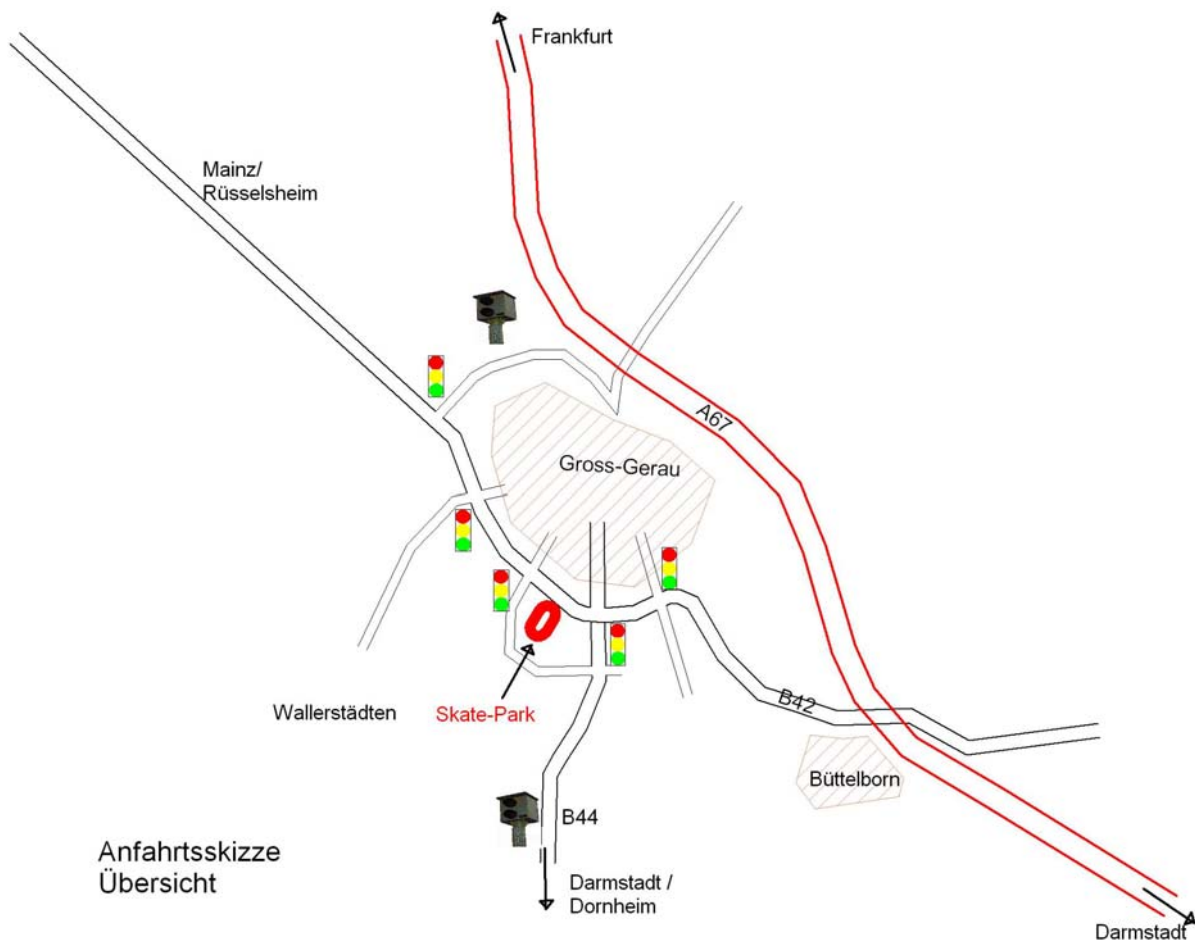 Frankfurt
Mainz/
Rüsselsheim
A67
Gross-Gerau
Wallerstädten
Skate-Park
B42
Büttelborn
B44
Anfahrtsskizze
Übersicht
Darmstadt /
Dornheim
Darmstadt